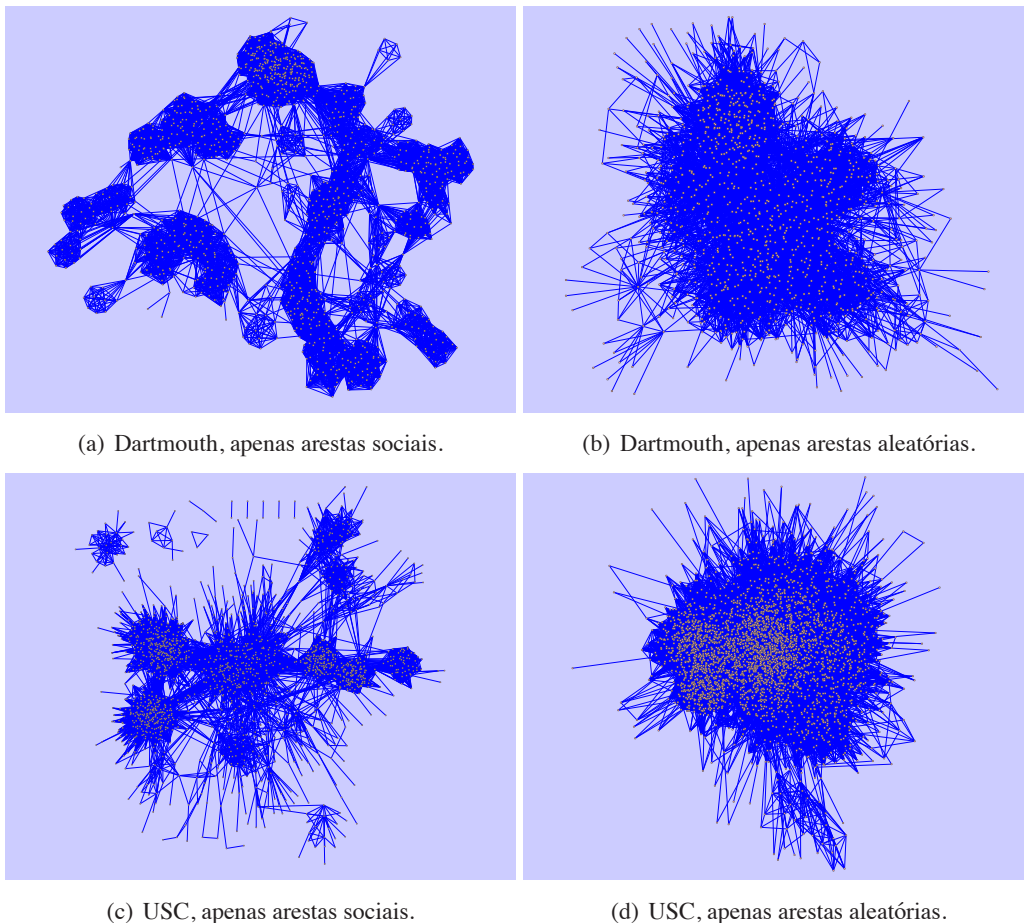 (a) Dartmouth, apenas arestas sociais.
(b) Dartmouth, apenas arestas aleatórias.
(c) USC, apenas arestas sociais.
(d) USC, apenas arestas aleatórias.